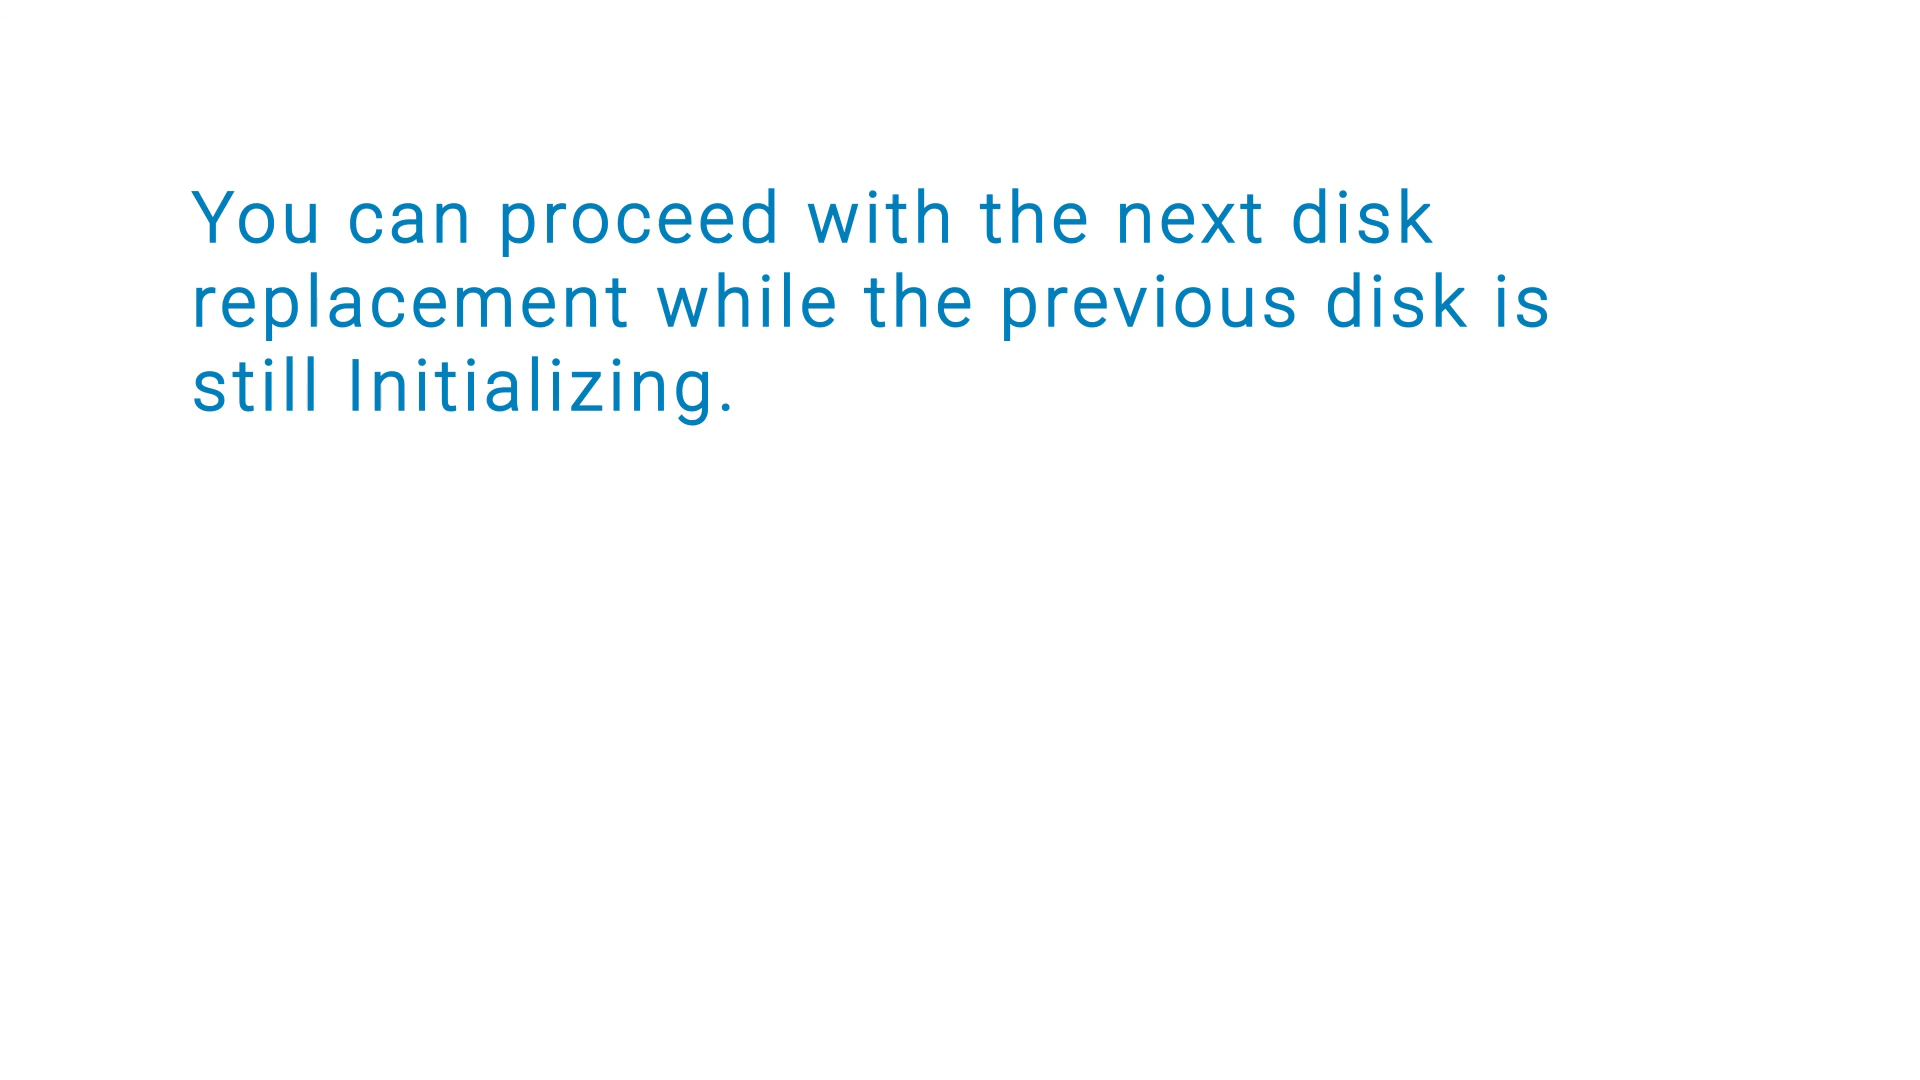 You can proceed with the next disk
replacement while the previous disk is
still Initializing.